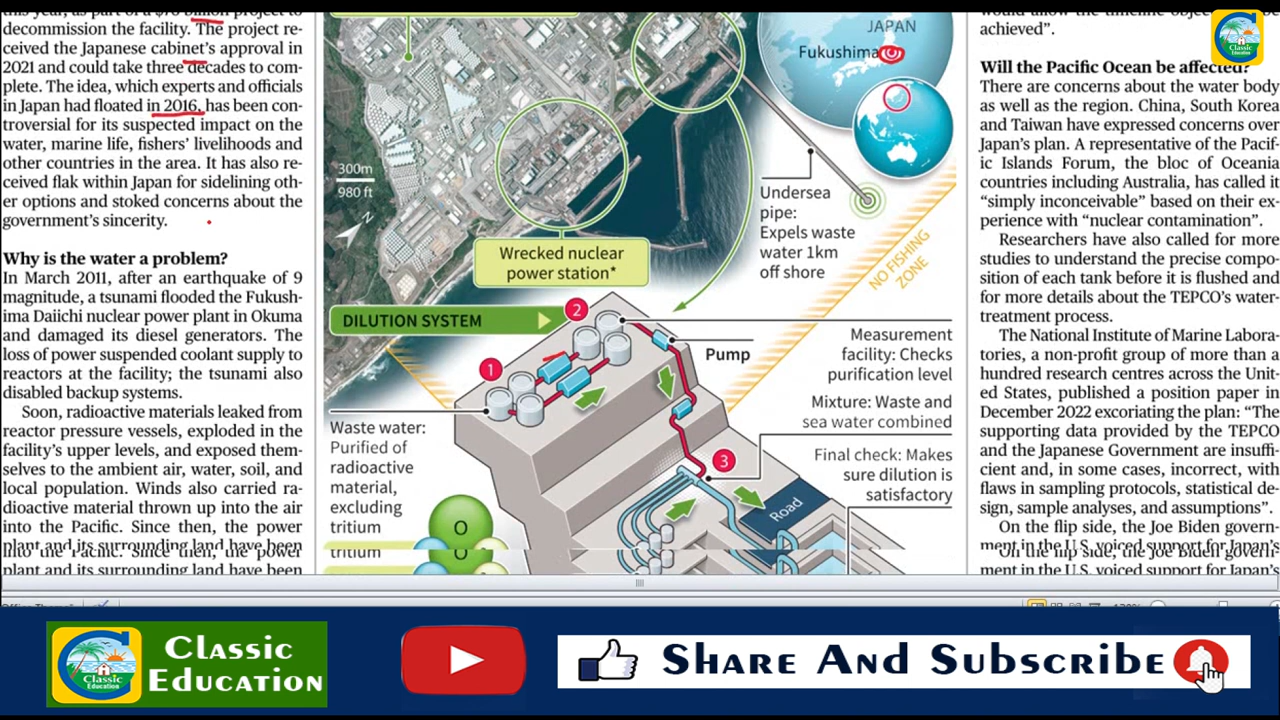 this year, as part of a $76 billion project to
decommission the facility. The project re-
ceived the Japanese cabinet's approval in
2021 and could take three decades to com-
plete. The idea, which experts and officials
in Japan had floated in 2016, has been con-
troversial for its suspected impact on the
water, marine life, fishers' livelihoods and
other countries in the area. It has also re-
ceived flak within Japan for sidelining oth-
er options and stoked concerns about the
government's sincerity.
Why is the water a problem?
In March 2011, after an earthquake of 9
magnitude, a tsunami flooded the Fukush-
ima Daiichi nuclear power plant in Okuma
and damaged its diesel generators. The
loss of power suspended coolant supply to
reactors at the facility; the tsunami also
disabled backup systems.
Soon, radioactive materials leaked from
reactor pressure vessels, exploded in the
facility's upper levels, and exposed them-
selves to the ambient air, water, soil, and
local population. Winds also carried ra-
dioactive material thrown up into the air
into the Pacific. Since then, the power
plant and its surrounding land have been
300m
980 ft
N
Wrecked nuclear
power station*
JAPAN
Fukushima
Undersea
pipe:
Expels waste
water 1km
off shore
NO FISHING
ZONE
DILUTION SYSTEM
1
2
3
Pump
Measurement
facility: Checks
purification level
Mixture: Waste and
sea water combined
Final check: Makes
sure dilution is
satisfactory
Waste water:
Purified of
radioactive
material,
excluding
tritium
tritium
O
O
Road
would allow the timeline
achieved".
Will the Pacific Ocean be affected?
There are concerns about the water body
as well as the region. China, South Korea
and Taiwan have expressed concerns over
Japan's plan. A representative of the Pacif-
ic Islands Forum, the bloc of Oceania
countries including Australia, has called it
"simply inconceivable" based on their ex-
perience with "nuclear contamination".
Researchers have also called for more
studies to understand the precise compo-
sition of each tank before it is flushed and
for more details about the TEPCO's water-
treatment process.
The National Institute of Marine Labora-
tories, a non-profit group of more than a
hundred research centres across the Unit-
ed States, published a position paper in
December 2022 excoriating the plan: "The
supporting data provided by the TEPCO
and the Japanese Government are insuffi-
cient and, in some cases, incorrect, with
flaws in sampling protocols, statistical de-
sign, sample analyses, and assumptions".
On the flip side, the Joe Biden govern-
ment in the U.S. voiced support for Japan's
Classic
Education
Classic
Education
Classic
Education
Share And Subscribe